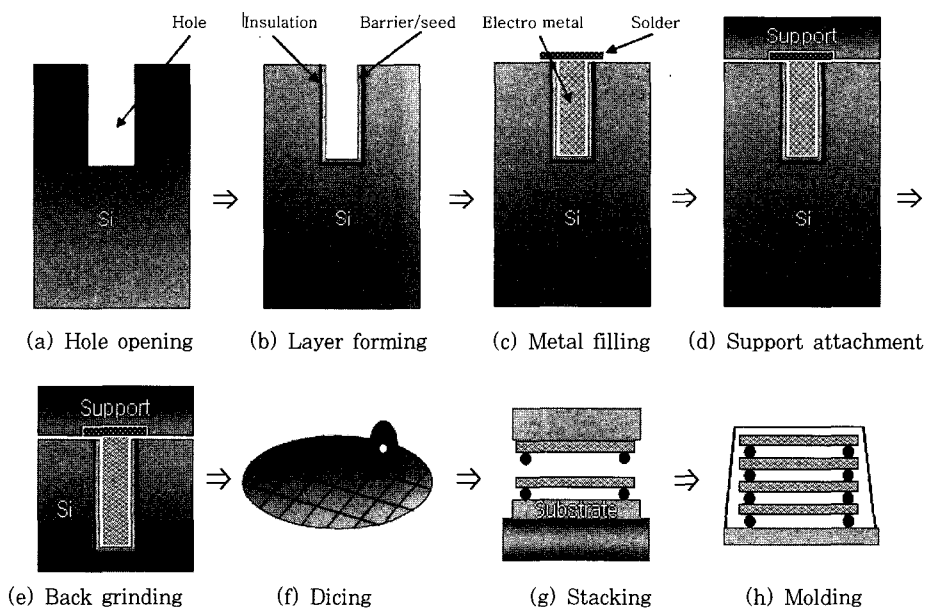 Hole
Insulation
Barrier/seed
Electro metal
Solder
Support
Si
Si
Si
Si
(a) Hole opening
(b) Layer forming
(c) Metal filling
(d) Support attachment
Support
Si
Substrate
(e) Back grinding
(f) Dicing
(g) Stacking
(h) Molding